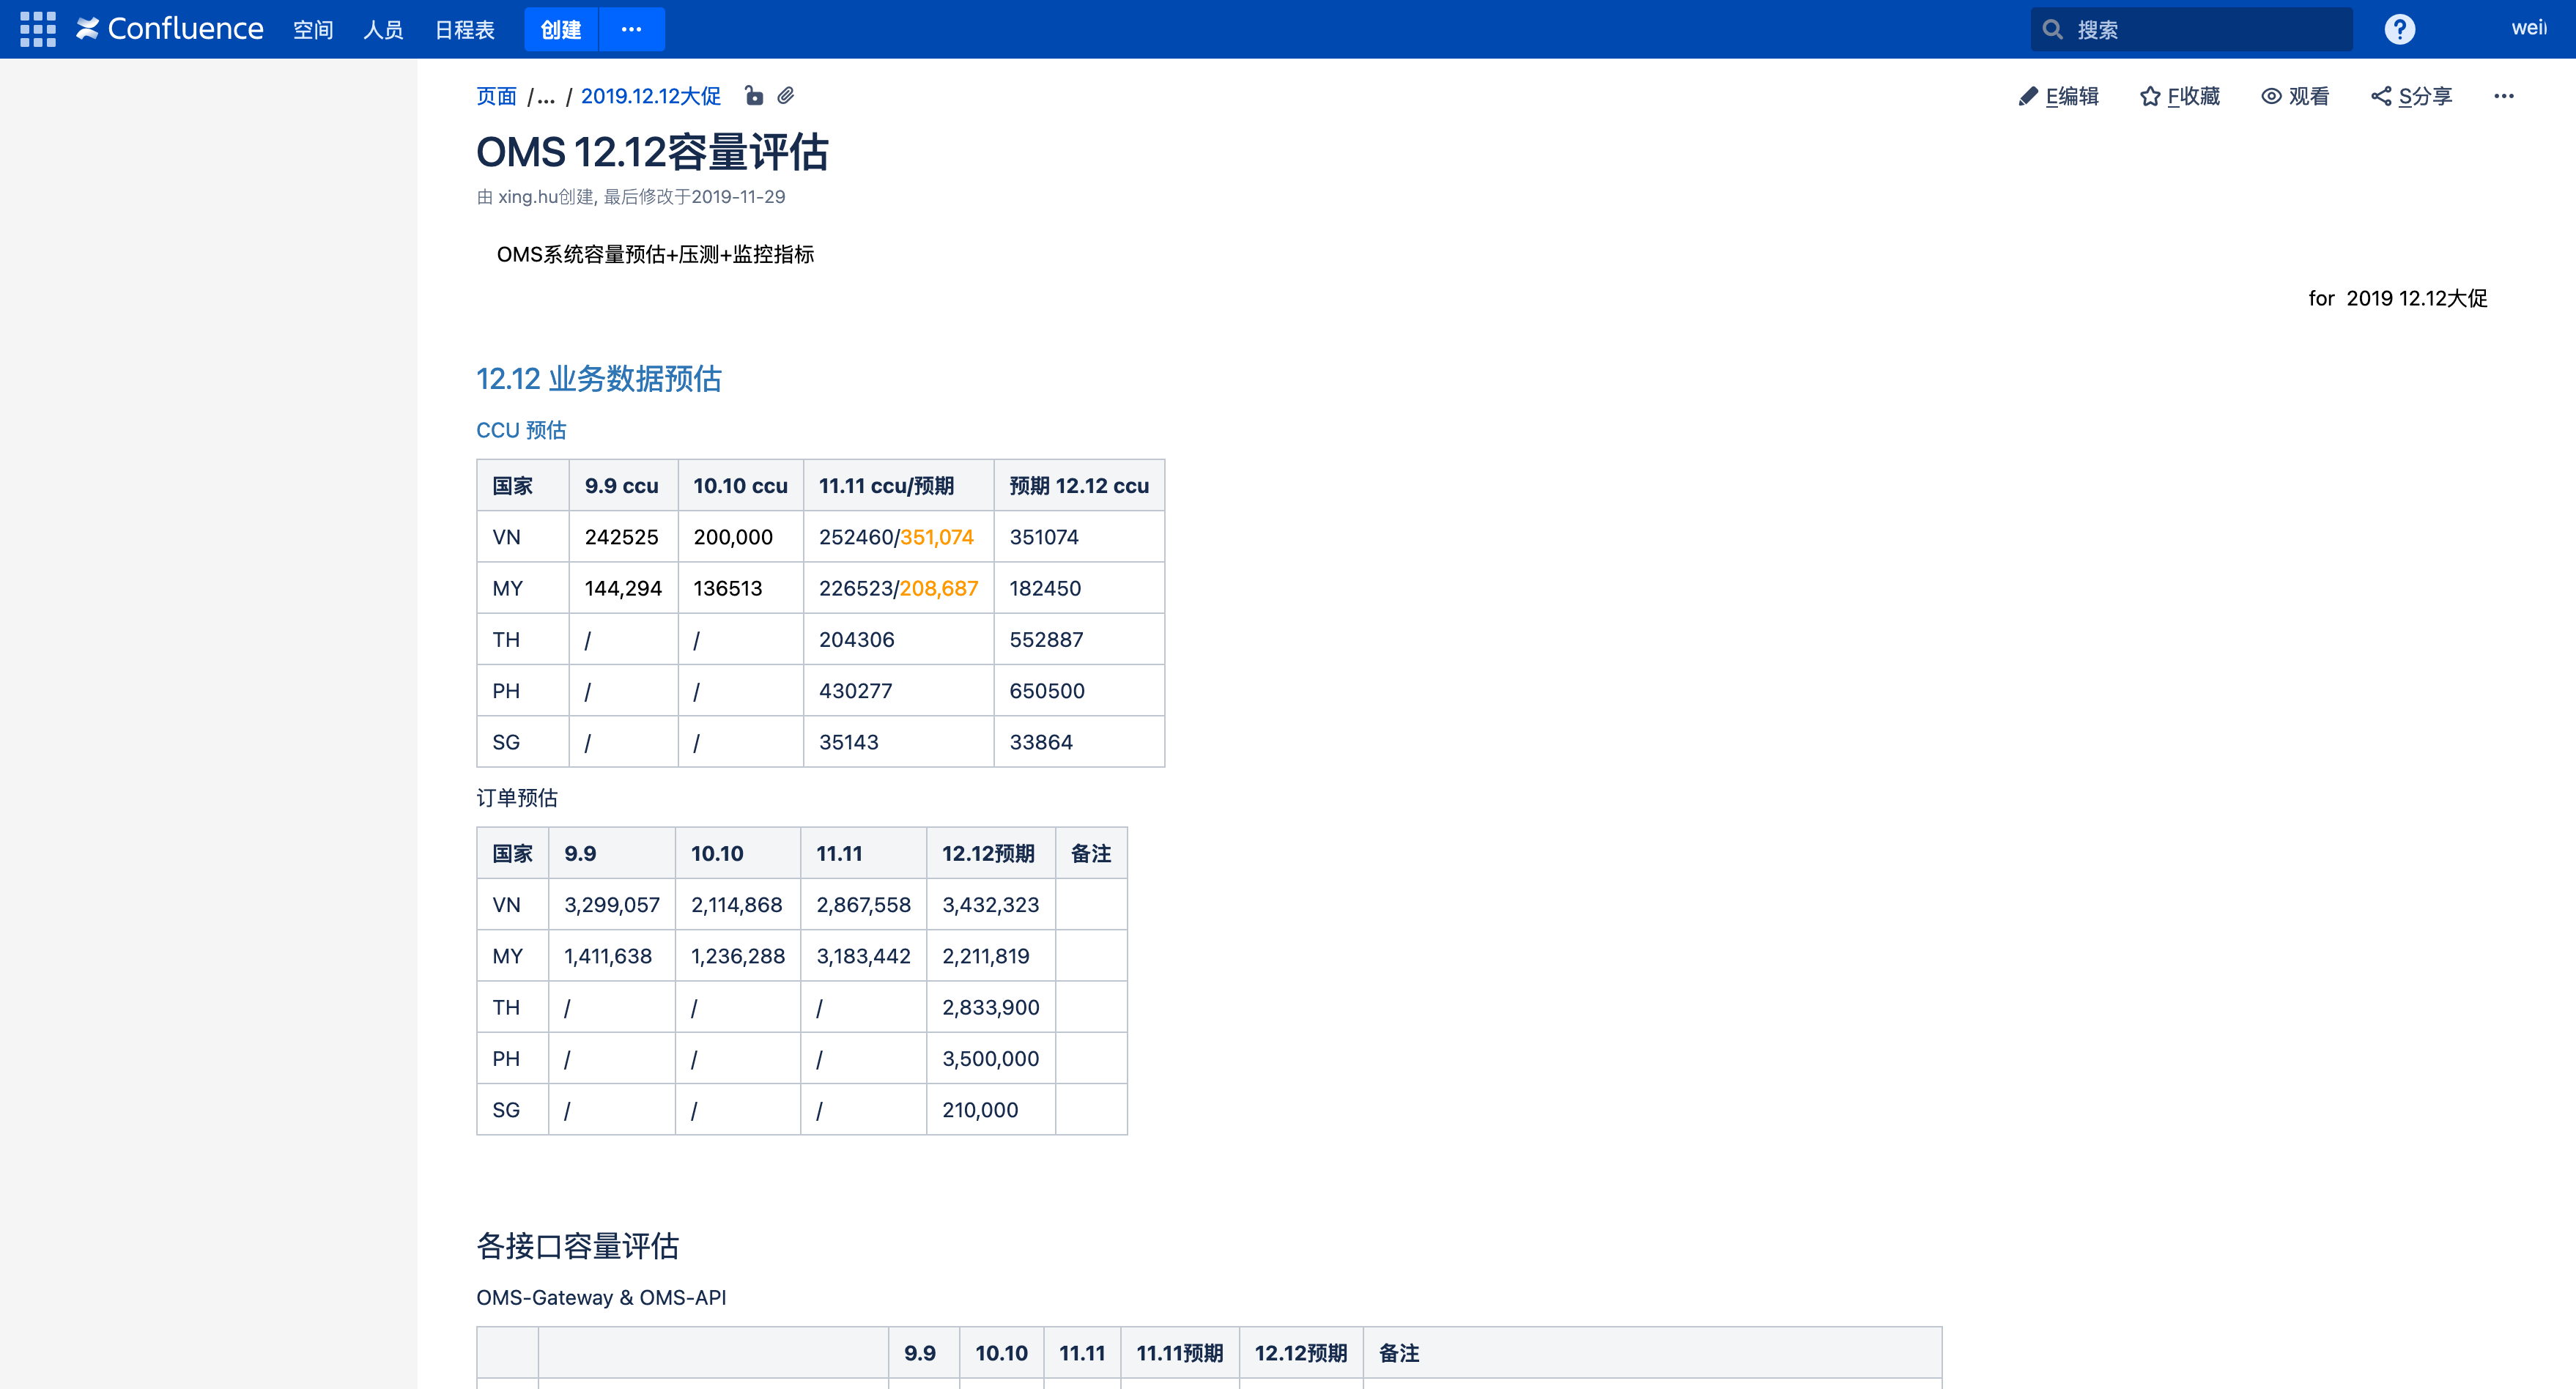 Confluence 空间 人员 日程表 创建 ··· 搜索 ?
页面 /... / 2019.12.12大促 E编辑 F收藏 观看 S分享 ···
OMS 12.12容量评估
由 xing.hu创建, 最后修改于2019-11-29
OMS系统容量预估+压测+监控指标
for 2019 12.12大促
12.12 业务数据预估
CCU 预估
国家 9.9 ccu 10.10 ccu 11.11 ccu/预期 预期 12.12 ccu
VN 242525 200,000 252460/351,074 351074
MY 144,294 136513 226523/208,687 182450
TH / / 204306 552887
PH / / 430277 650500
SG / / 35143 33864
订单预估
国家 9.9 10.10 11.11 12.12预期 备注
VN 3,299,057 2,114,868 2,867,558 3,432,323
MY 1,411,638 1,236,288 3,183,442 2,211,819
TH / / / 2,833,900
PH / / / 3,500,000
SG / / / 210,000
各接口容量评估
OMS-Gateway & OMS-API
9.9 10.10 11.11 11.11预期 12.12预期 备注